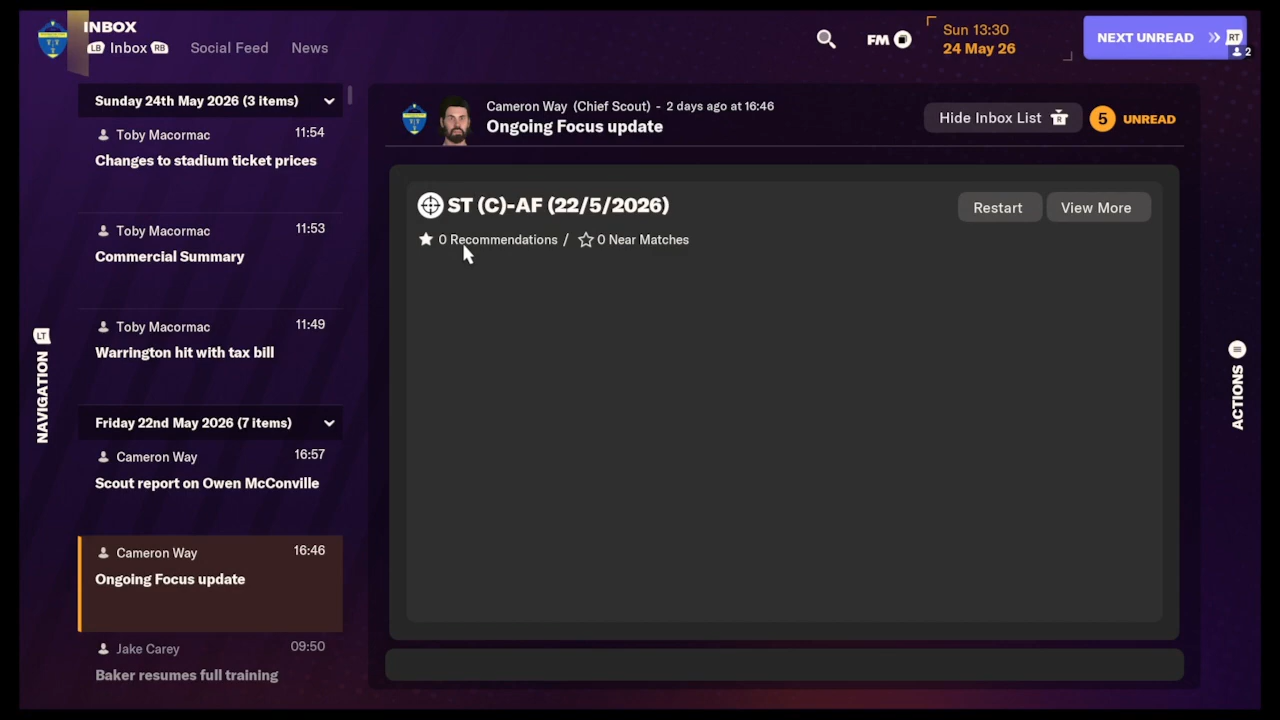 INBOX
LB Inbox RB
Social Feed
News
FM
Sun 13:30
24 May 26
NEXT UNREAD
RT
2
Sunday 24th May 2026 (3 items)
Toby Macormac 11:54
Changes to stadium ticket prices
Toby Macormac 11:53
Commercial Summary
Toby Macormac 11:49
Warrington hit with tax bill
Friday 22nd May 2026 (7 items)
Cameron Way 16:57
Scout report on Owen McConville
Cameron Way 16:46
Ongoing Focus update
Jake Carey 09:50
Baker resumes full training
LT
NAVIGATION
Cameron Way (Chief Scout) - 2 days ago at 16:46
Ongoing Focus update
Hide Inbox List R
5 UNREAD
ST (C)-AF (22/5/2026)
Restart
View More
0 Recommendations / 0 Near Matches
ACTIONS